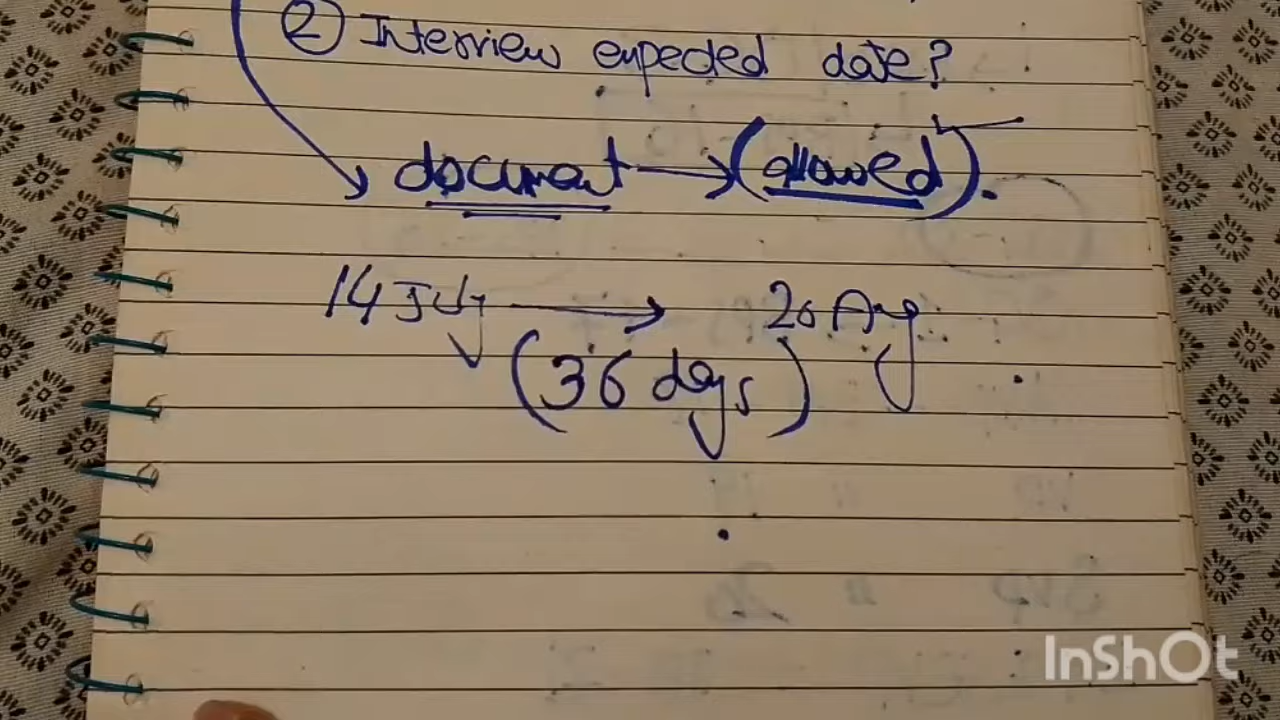 ② Interview expected date?
document → (allowed).
14 July → 20 Aug
(36 days)
InShOt